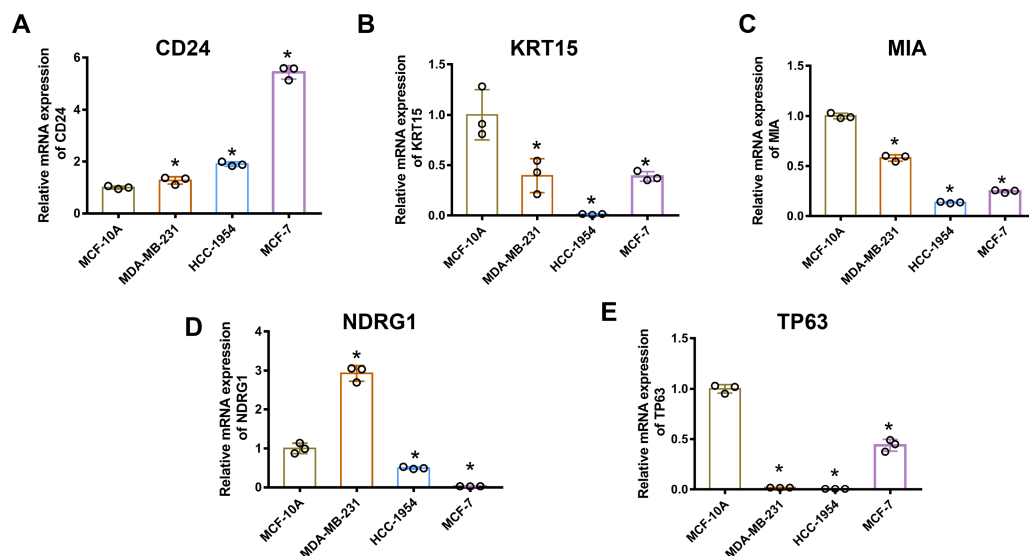 A
CD24
Relative mRNA expression
of CD24
6
4
2
0
*
*
*
MCF-10A
MDA-MB-231
HCC-1954
MCF-7
B
KRT15
Relative mRNA expression
of KRT15
1.5
1.0
0.5
0.0
*
*
*
MCF-10A
MDA-MB-231
HCC-1954
MCF-7
C
MIA
Relative mRNA expression
of MIA
1.5
1.0
0.5
0.0
*
*
*
MCF-10A
MDA-MB-231
HCC-1954
MCF-7
D
NDRG1
Relative mRNA expression
of NDRG1
4
3
2
1
0
*
*
*
MCF-10A
MDA-MB-231
HCC-1954
MCF-7
E
TP63
Relative mRNA expression
of TP63
1.5
1.0
0.5
0.0
*
*
*
MCF-10A
MDA-MB-231
HCC-1954
MCF-7